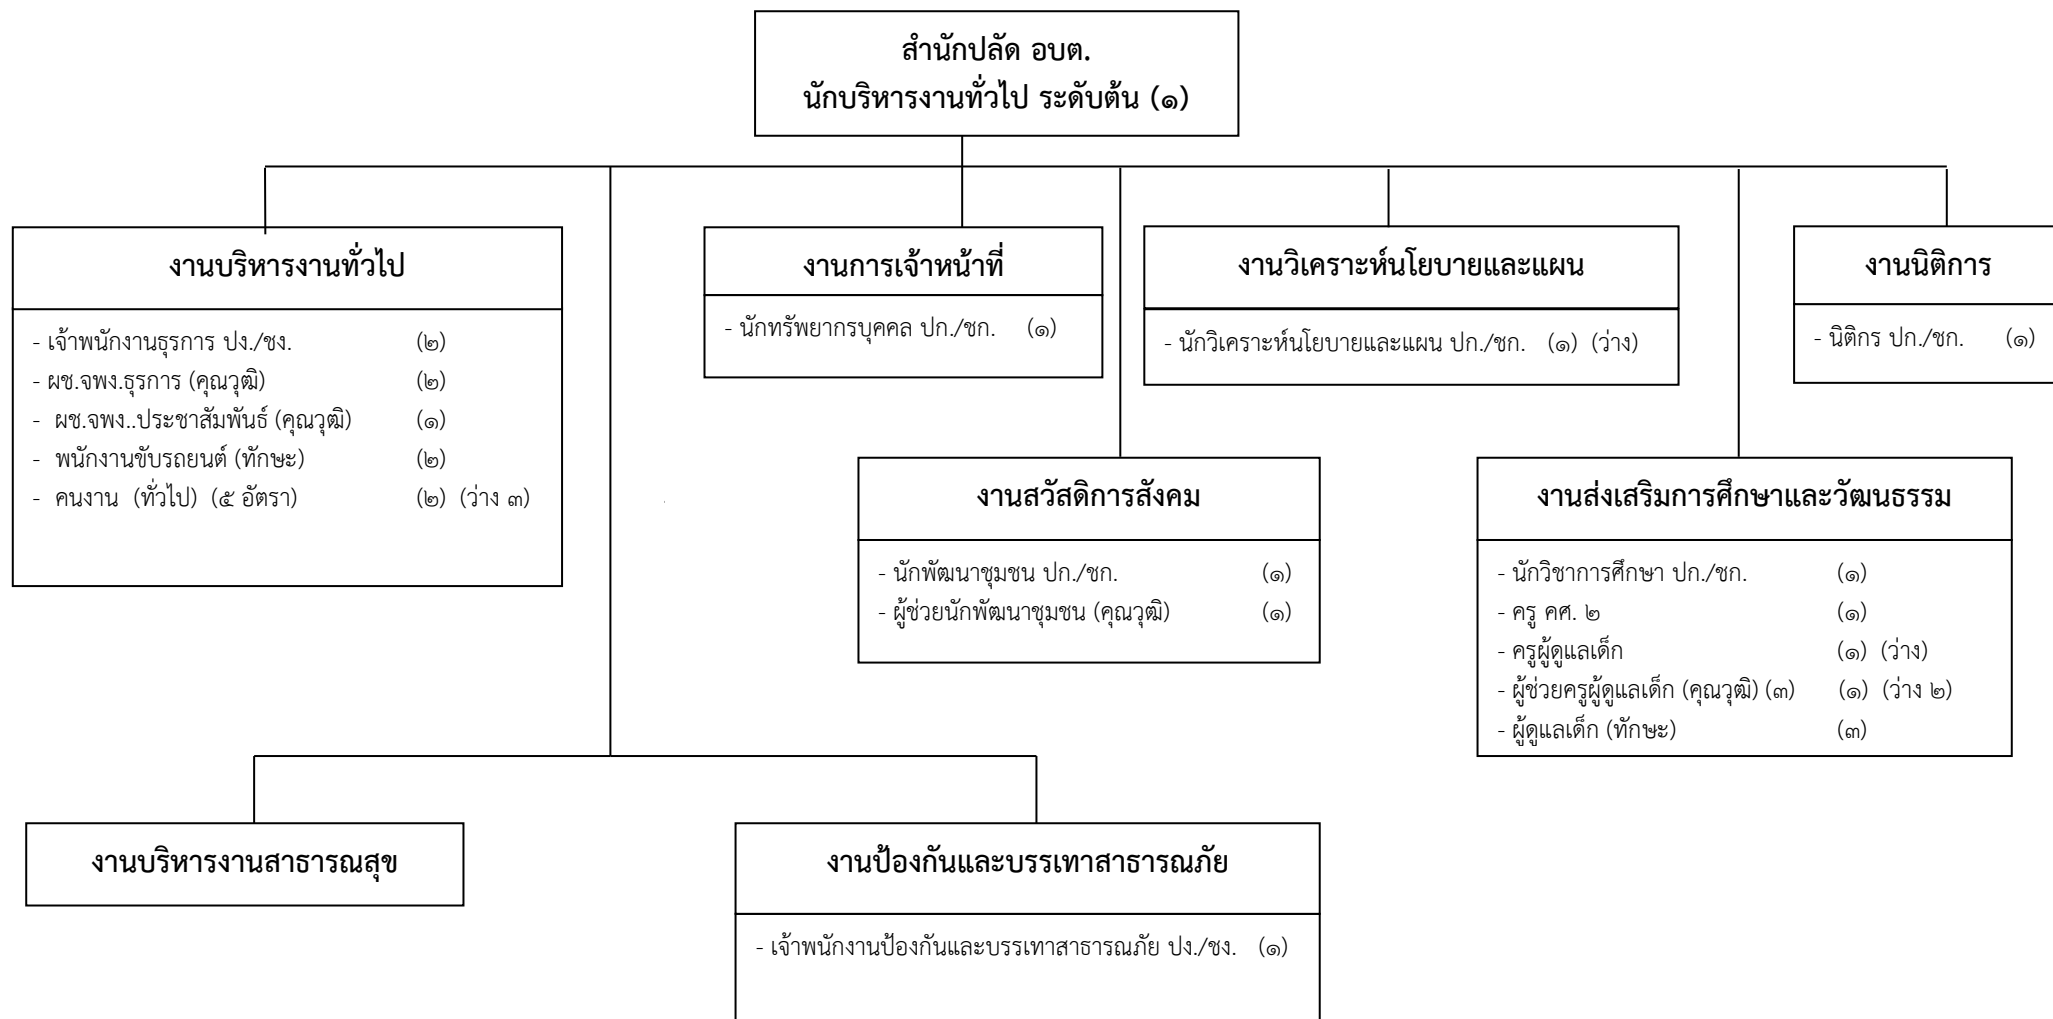 สำนักปลัด อบต.
นักบริหารงานทั่วไป ระดับต้น (๑)
งานบริหารงานทั่วไป
- เจ้าพนักงานธุรการ ปง./ชง. (๒)
- ผช.จพง.ธุรการ (คุณวุฒิ) (๒)
- ผช.จพง..ประชาสัมพันธ์ (คุณวุฒิ) (๑)
- พนักงานขับรถยนต์ (ทักษะ) (๒)
- คนงาน (ทั่วไป) (๕ อัตรา) (๒) (ว่าง ๓)
งานการเจ้าหน้าที่
- นักทรัพยากรบุคคล ปก./ชก. (๑)
งานวิเคราะห์นโยบายและแผน
- นักวิเคราะห์นโยบายและแผน ปก./ชก. (๑) (ว่าง)
งานนิติการ
- นิติกร ปก./ชก. (๑)
งานสวัสดิการสังคม
- นักพัฒนาชุมชน ปก./ชก. (๑)
- ผู้ช่วยนักพัฒนาชุมชน (คุณวุฒิ) (๑)
งานส่งเสริมการศึกษาและวัฒนธรรม
- นักวิชาการศึกษา ปก./ชก. (๑)
- ครู คศ. ๒ (๑)
- ครูผู้ดูแลเด็ก (๑) (ว่าง)
- ผู้ช่วยครูผู้ดูแลเด็ก (คุณวุฒิ) (๓) (๑) (ว่าง ๒)
- ผู้ดูแลเด็ก (ทักษะ) (๓)
งานบริหารงานสาธารณสุข
งานป้องกันและบรรเทาสาธารณภัย
- เจ้าพนักงานป้องกันและบรรเทาสาธารณภัย ปง./ชง. (๑)